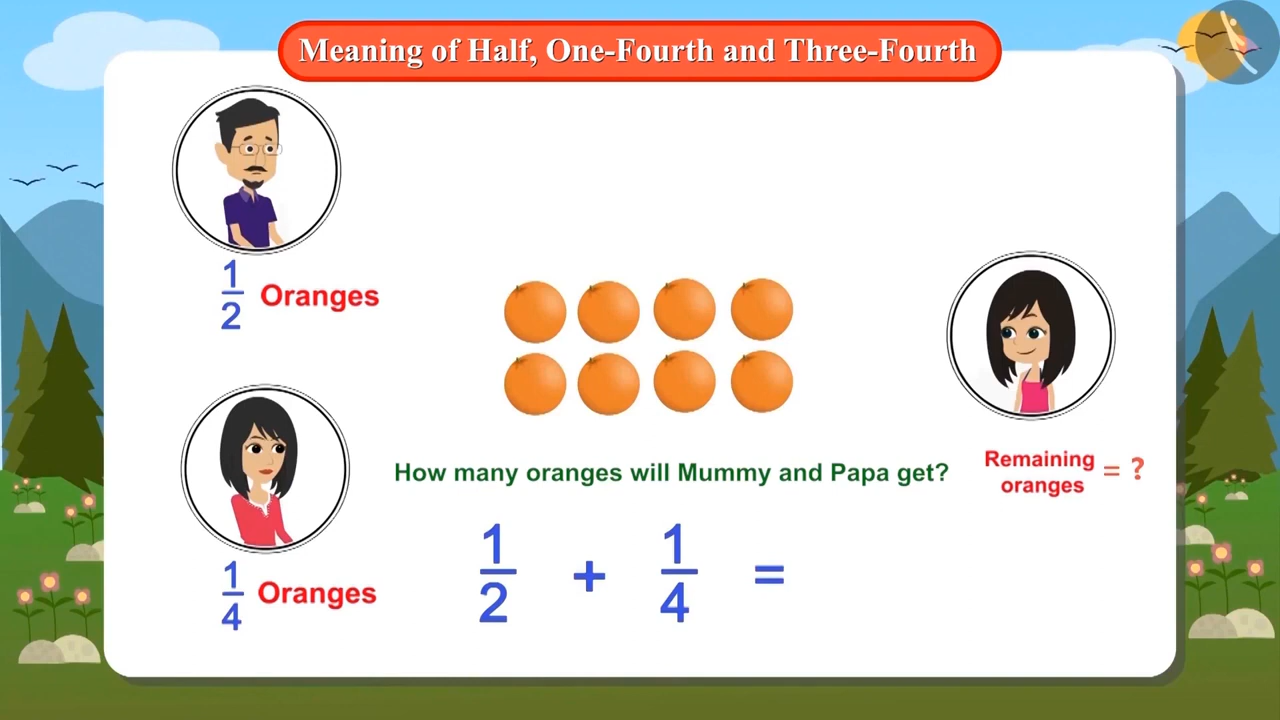 Meaning of Half, One-Fourth and Three-Fourth
1/2 Oranges
How many oranges will Mummy and Papa get?
Remaining
oranges = ?
1/4 Oranges
1/2 + 1/4 =